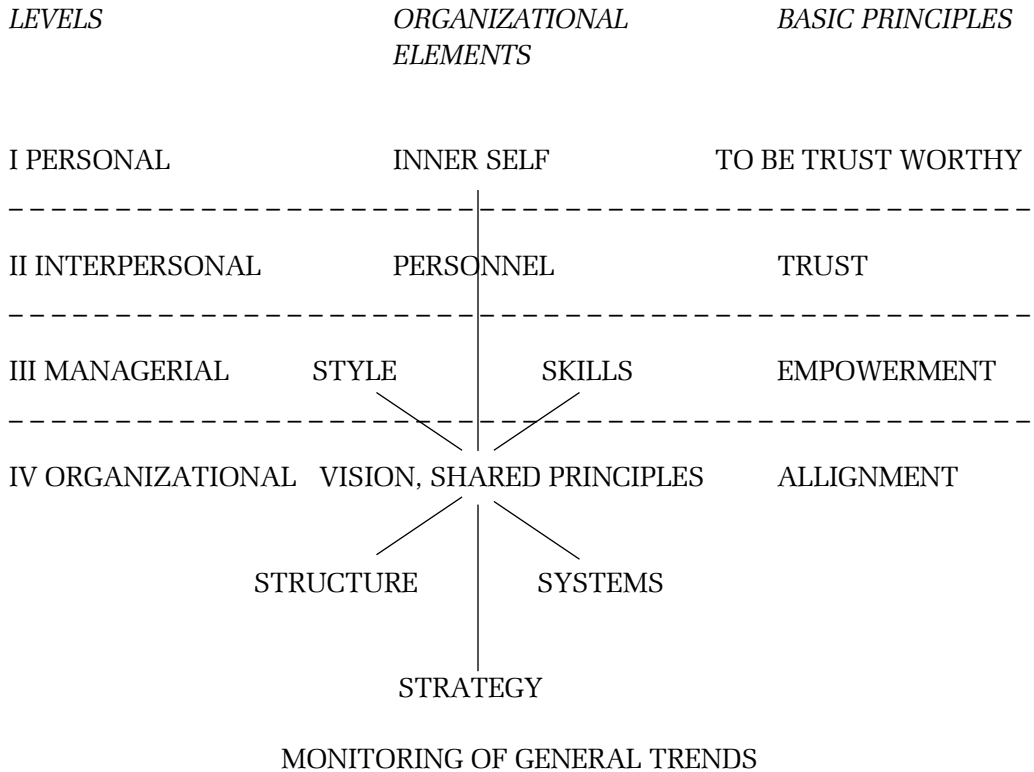 LEVELS ORGANIZATIONAL BASIC PRINCIPLES
ELEMENTS
I PERSONAL INNER SELF TO BE TRUST WORTHY
II INTERPERSONAL PERSONNEL TRUST
III MANAGERIAL STYLE SKILLS EMPOWERMENT
IV ORGANIZATIONAL VISION, SHARED PRINCIPLES ALLIGNMENT
STRUCTURE SYSTEMS
STRATEGY
MONITORING OF GENERAL TRENDS